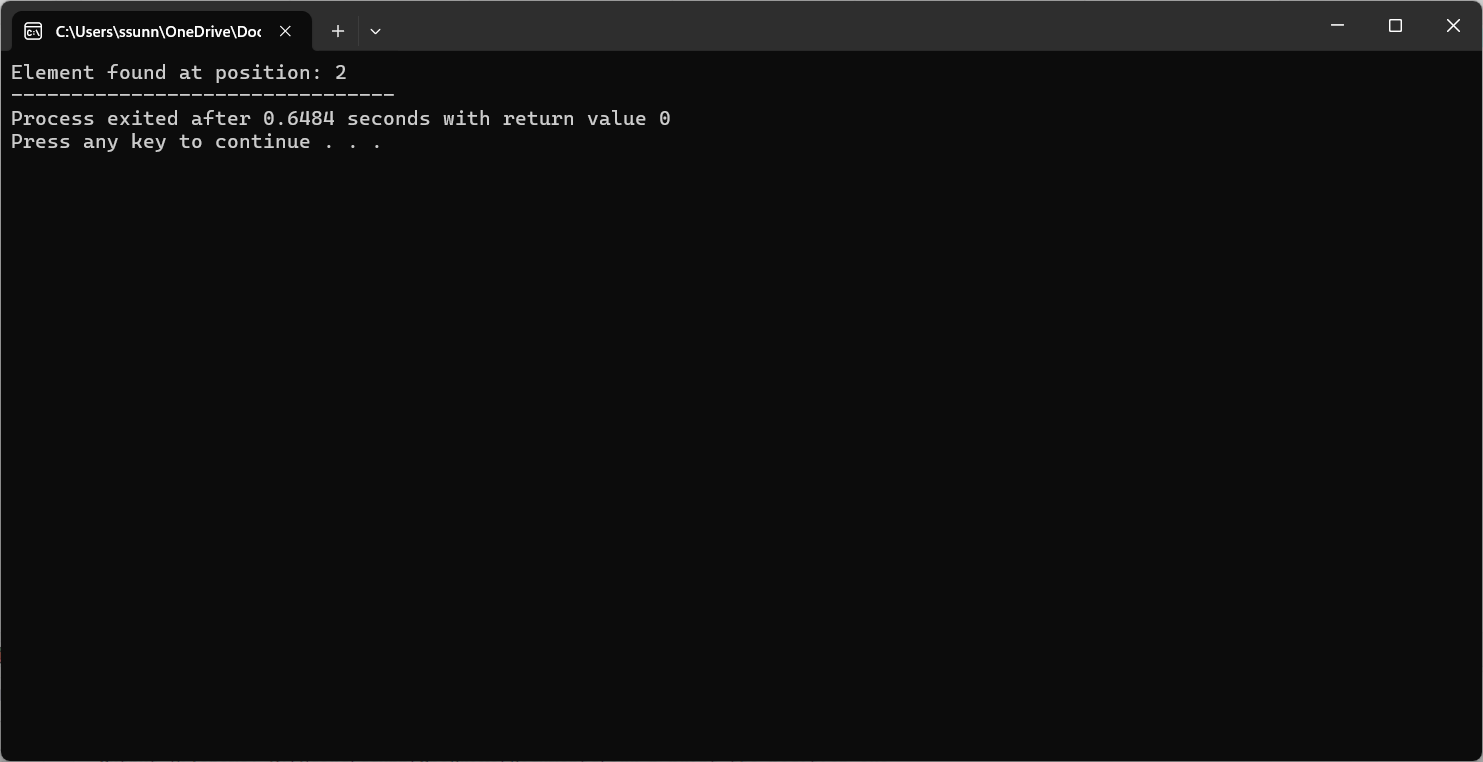 C:\Users\ssunn\OneDrive\Doc
Element found at position: 2
--------------------------------
Process exited after 0.6484 seconds with return value 0
Press any key to continue . . .